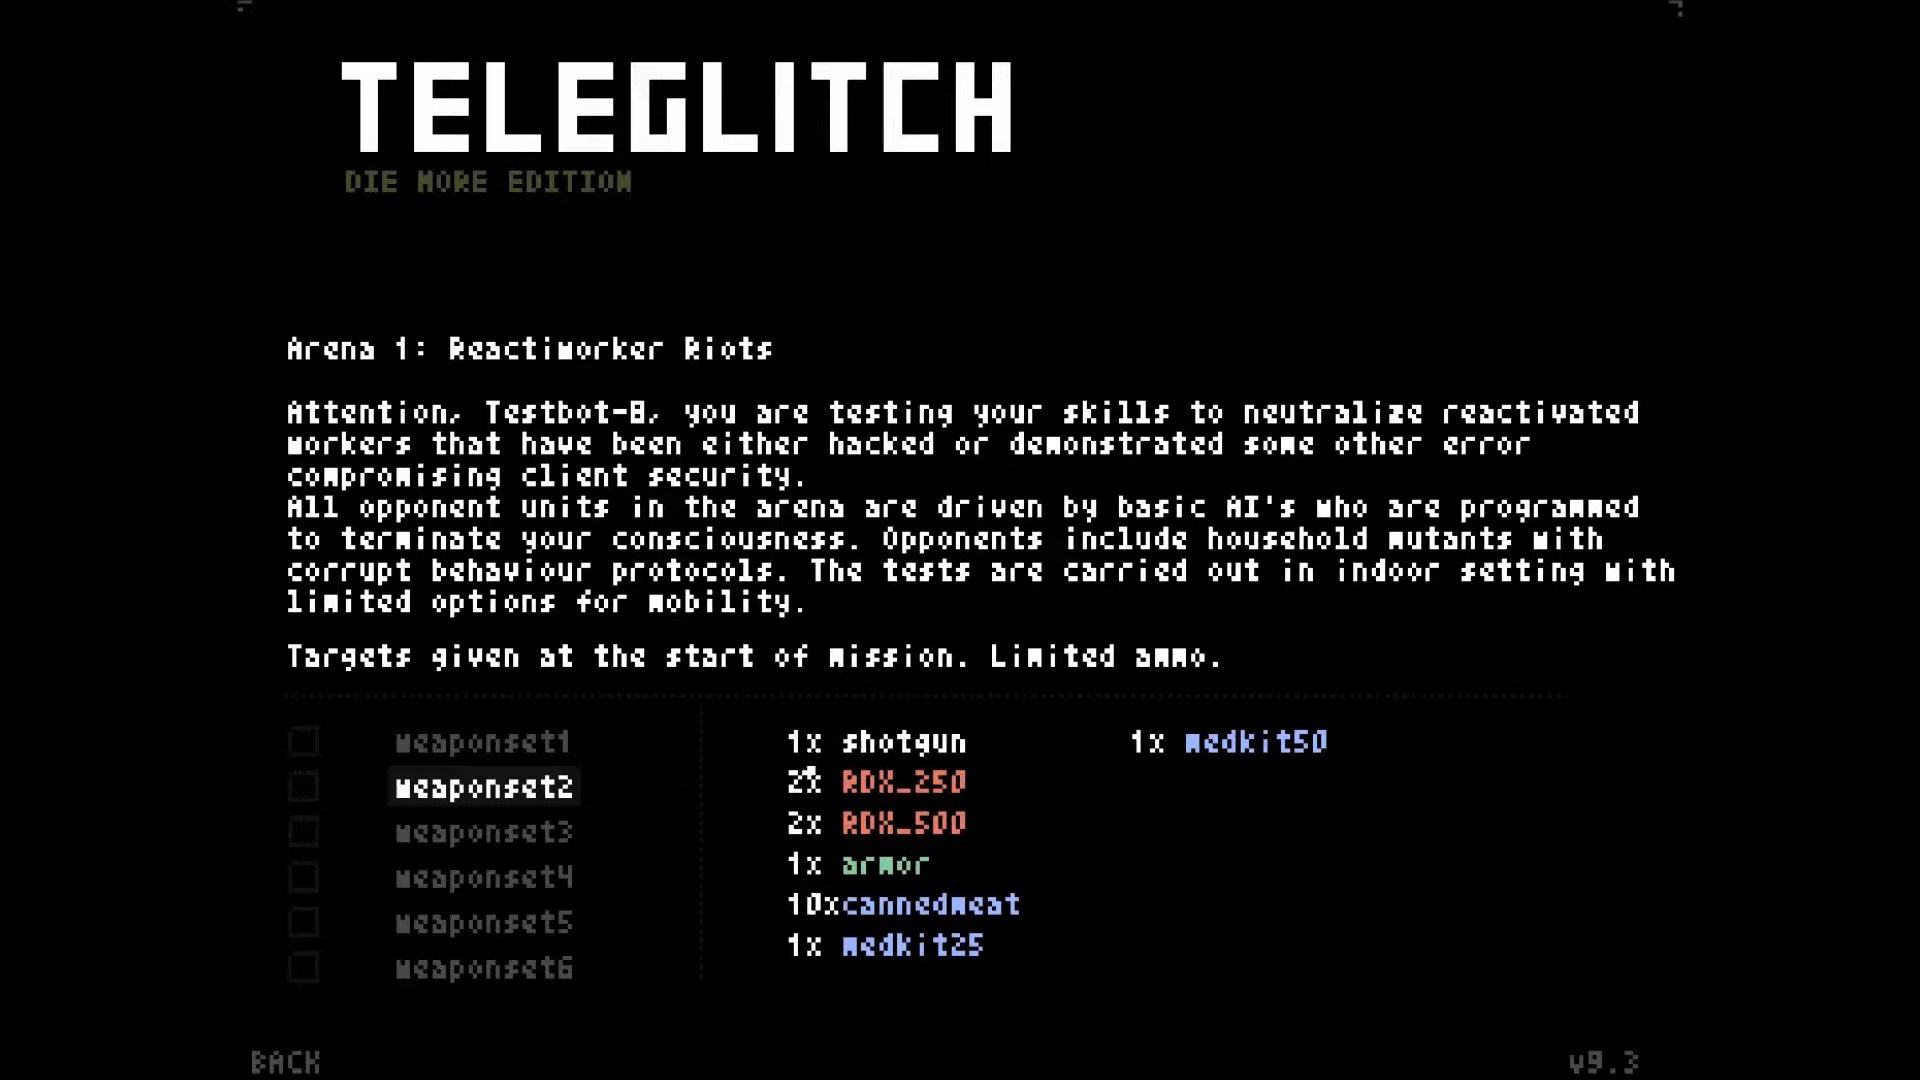 TELEGLITCH
DIE MORE EDITION
Arena 1: Reactiworker Riots
Attention, Testbot-8, you are testing your skills to neutralize reactivated
workers that have been either hacked or demonstrated some other error
compromising client security.
All opponent units in the arena are driven by basic AI's who are programmed
to terminate your consciousness. Opponents include household mutants with
corrupt behaviour protocols. The tests are carried out in indoor setting with
limited options for mobility.
Targets given at the start of mission. Limited ammo.
weaponset1
weaponset2
weaponset3
weaponset4
weaponset5
weaponset6
1x shotgun
2x RDX_250
2x RDX_500
1x armor
10xcannedmeat
1x medkit25
1x medkit50
BACK
v9.3